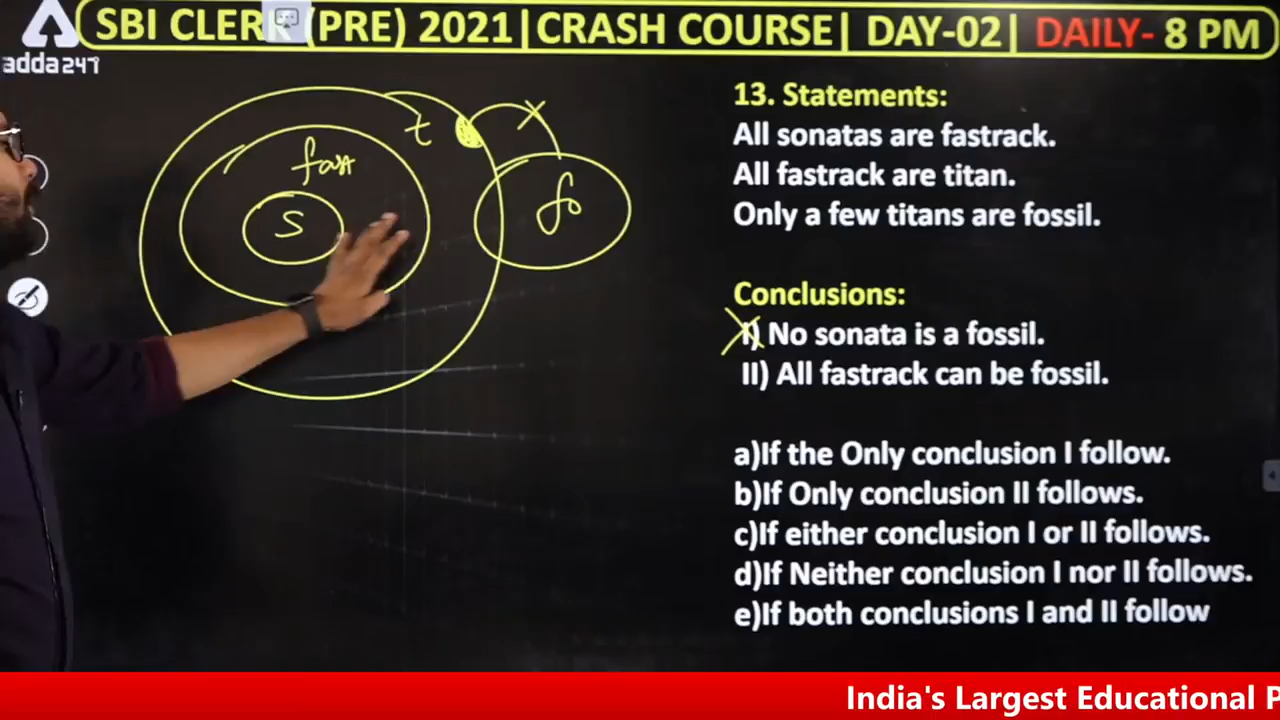 SBI CLERK (PRE) 2021|CRASH COURSE| DAY-02| DAILY- 8 PM
adda247
13. Statements:
All sonatas are fastrack.
All fastrack are titan.
Only a few titans are fossil.
t
fast
S
fo
Conclusions:
I) No sonata is a fossil.
II) All fastrack can be fossil.
a)If the Only conclusion I follow.
b)If Only conclusion II follows.
c)If either conclusion I or II follows.
d)If Neither conclusion I nor II follows.
e)If both conclusions I and II follow
India's Largest Educational P